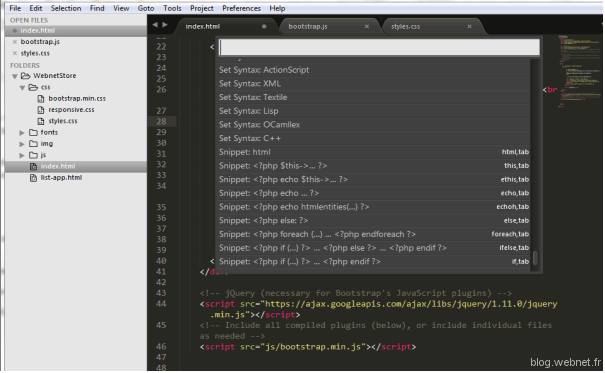 File Edit Selection Find View Goto Tools Project Preferences Help
OPEN FILES
index.html
bootstrap.js
styles.css
FOLDERS
WebnetStore
css
bootstrap.min.css
responsive.css
styles.css
fonts
img
js
index.html
list-app.html
index.html bootstrap.js styles.css
22 <
23
24
25
26 <br
27
28
29
30
31
32
33
34
35
36
37
38
39
40 <
41 </di
42
43 <!-- jQuery (necessary for Bootstrap's JavaScript plugins) -->
44 <script src="https://ajax.googleapis.com/ajax/libs/jquery/1.11.0/jquery
.min.js"></script>
45 <!-- Include all compiled plugins (below), or include individual files
as needed -->
46 <script src="js/bootstrap.min.js"></script>
47
48
Set Syntax: ActionScript
Set Syntax: XML
Set Syntax: Textile
Set Syntax: Lisp
Set Syntax: OCamllex
Set Syntax: C++
Snippet: html html,tab
Snippet: <?php $this->... ?> this,tab
Snippet: <?php echo $this->... ?> ethis,tab
Snippet: <?php echo ... ?> echo,tab
Snippet: <?php echo htmlentities(...) ?> echoh,tab
Snippet: <?php else: ?> else,tab
Snippet: <?php foreach (...) ... <?php endforeach ?> foreach,tab
Snippet: <?php if (...) ?> ... <?php else ?> ... <?php endif ?> ifelse,tab
Snippet: <?php if (...) ?> ... <?php endif ?> if,tab
blog.webnet.fr